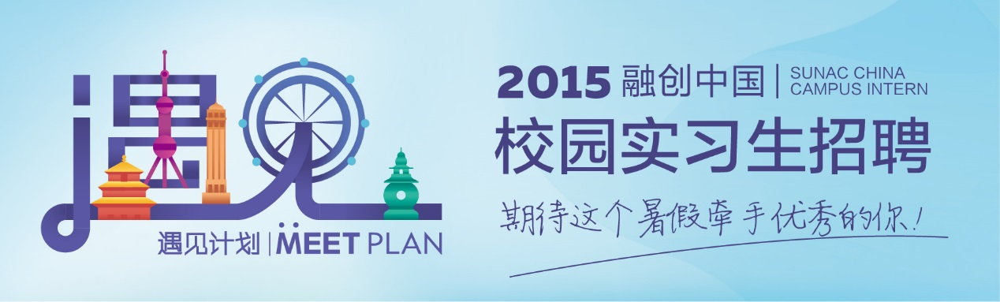 遇见
遇见计划 | MEET PLAN
2015 融创中国 | SUNAC CHINA
CAMPUS INTERN
校园实习生招聘
期待这个暑假牵手优秀的你！